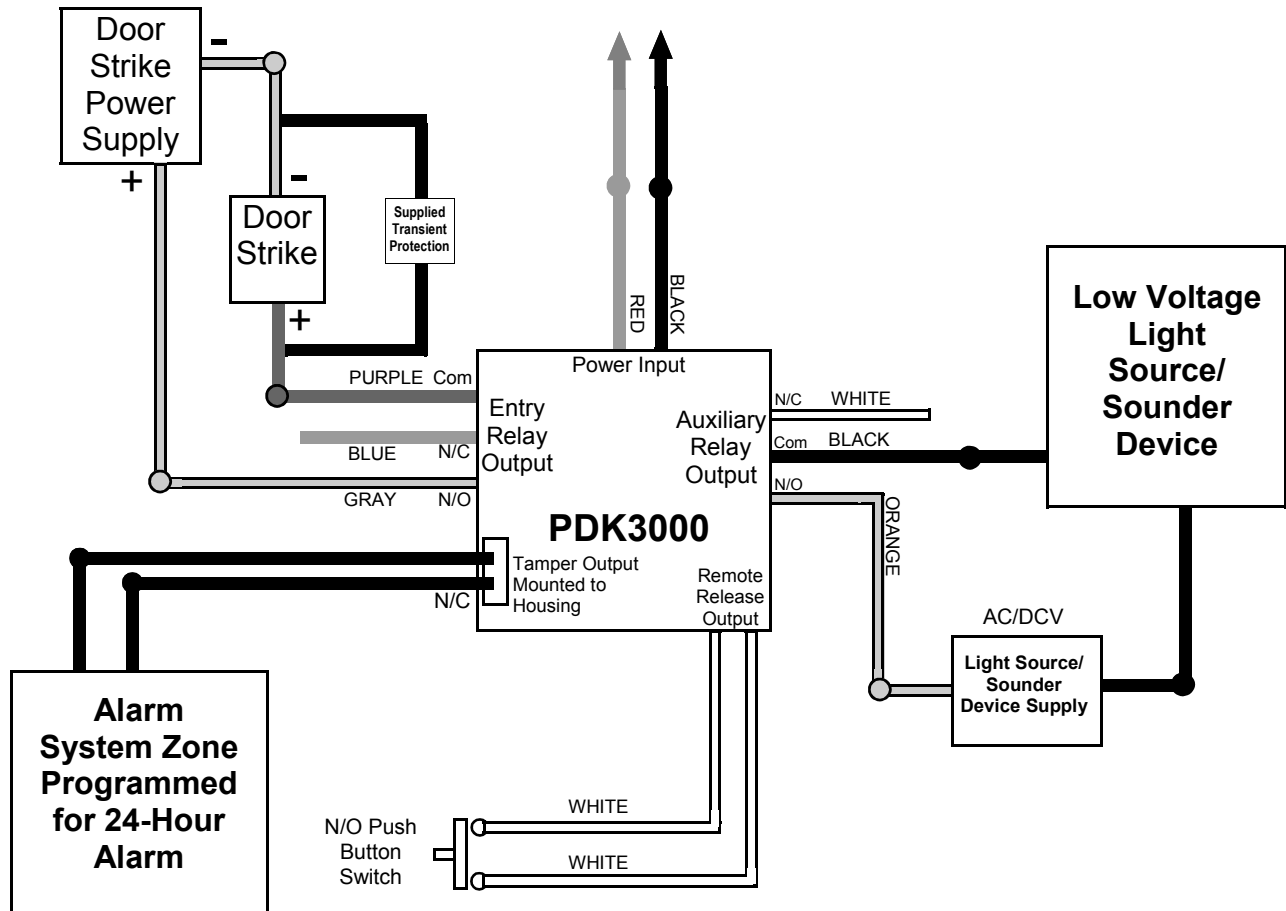 Door
Strike
Power
Supply
-
+
-
Door
Strike
+
Supplied
Transient
Protection
RED
BLACK
Power Input
PURPLE Com
Entry
Relay
Output
BLUE N/C
GRAY N/O
Auxiliary
Relay
Output
N/C WHITE
Com BLACK
N/O
ORANGE
Low Voltage
Light
Source/
Sounder
Device
PDK3000
Tamper Output
Mounted to
Housing
N/C
Remote
Release
Output
AC/DCV
Light Source/
Sounder
Device Supply
Alarm
System Zone
Programmed
for 24-Hour
Alarm
N/O Push
Button
Switch
WHITE
WHITE